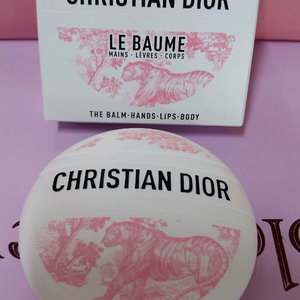 CHRISTIAN DIOR
LE BAUME
MAINS - LÈVRES - CORPS
THE BALM-HANDS-LIPS-BODY
CHRISTIAN DIOR